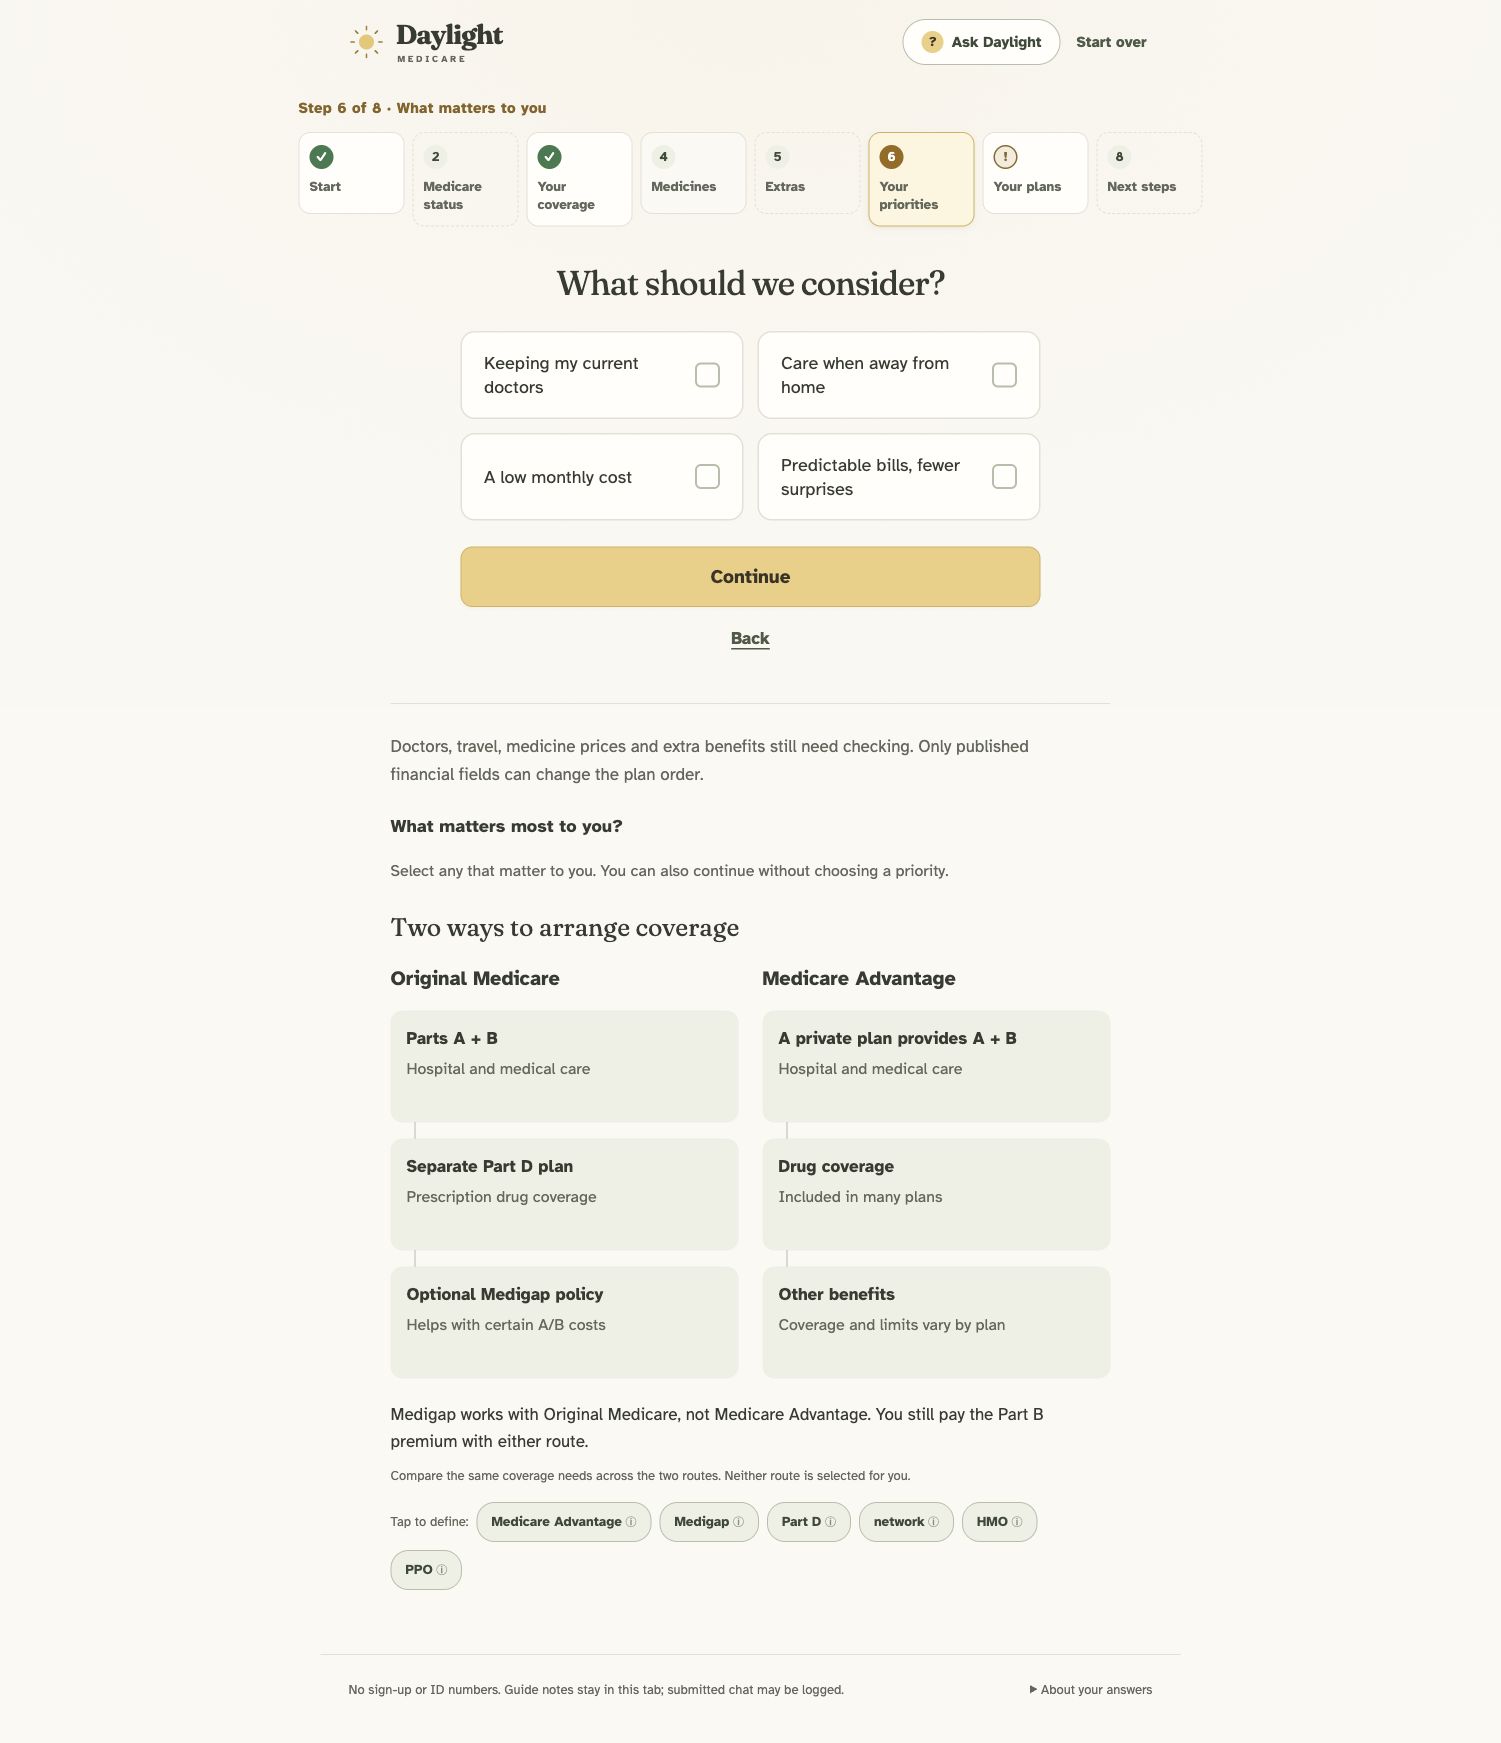 Daylight
MEDICARE
? Ask Daylight
Start over
Step 6 of 8 · What matters to you
Start
2
Medicare
status
Your
coverage
4
Medicines
5
Extras
6
Your
priorities
!
Your plans
8
Next steps
What should we consider?
Keeping my current
doctors
Care when away from
home
A low monthly cost
Predictable bills, fewer
surprises
Continue
Back
Doctors, travel, medicine prices and extra benefits still need checking. Only published
financial fields can change the plan order.
What matters most to you?
Select any that matter to you. You can also continue without choosing a priority.
Two ways to arrange coverage
Original Medicare
Parts A + B
Hospital and medical care
Separate Part D plan
Prescription drug coverage
Optional Medigap policy
Helps with certain A/B costs
Medicare Advantage
A private plan provides A + B
Hospital and medical care
Drug coverage
Included in many plans
Other benefits
Coverage and limits vary by plan
Medigap works with Original Medicare, not Medicare Advantage. You still pay the Part B
premium with either route.
Compare the same coverage needs across the two routes. Neither route is selected for you.
Tap to define: Medicare Advantage ⓘ Medigap ⓘ Part D ⓘ network ⓘ HMO ⓘ
PPO ⓘ
No sign-up or ID numbers. Guide notes stay in this tab; submitted chat may be logged.
▶ About your answers